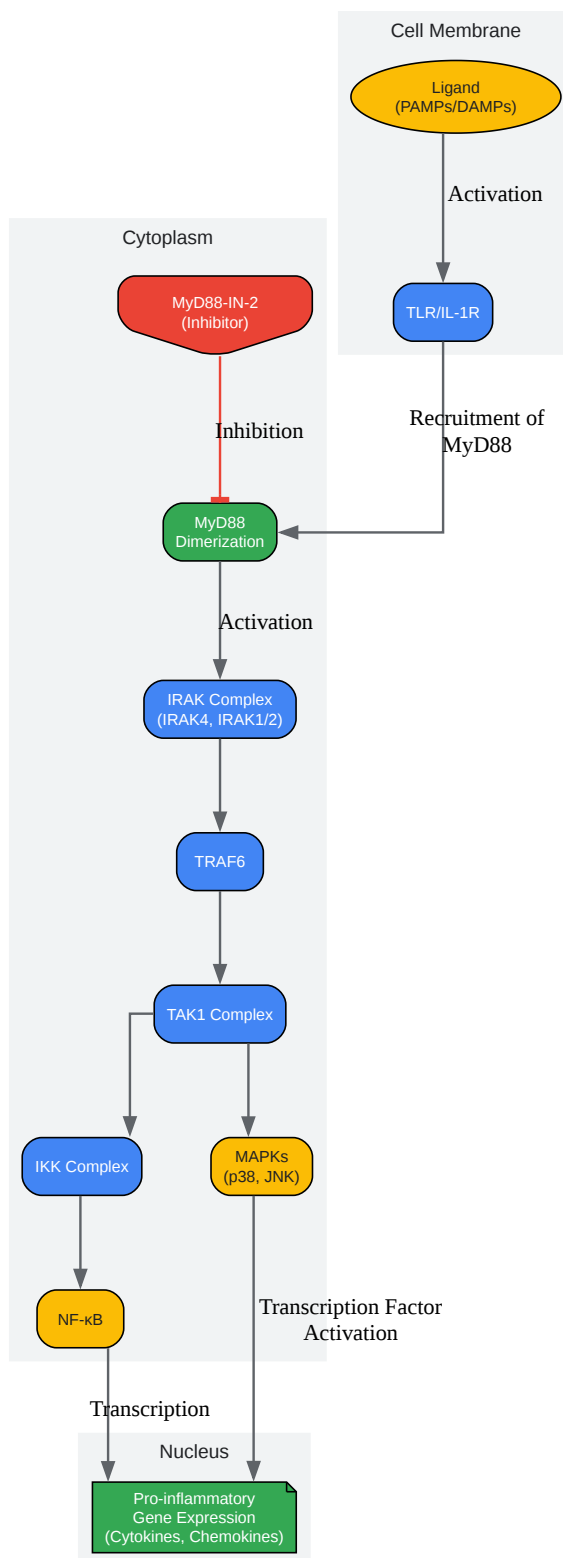 Cell Membrane
Ligand
(PAMPs/DAMPs)
Activation
TLR/IL-1R
Cytoplasm
MyD88-IN-2
(Inhibitor)
Inhibition
Recruitment of
MyD88
MyD88
Dimerization
Activation
IRAK Complex
(IRAK4, IRAK1/2)
TRAF6
TAK1 Complex
IKK Complex
MAPKs
(p38, JNK)
NF-κB
Transcription Factor
Activation
Transcription
Nucleus
Pro-inflammatory
Gene Expression
(Cytokines, Chemokines)